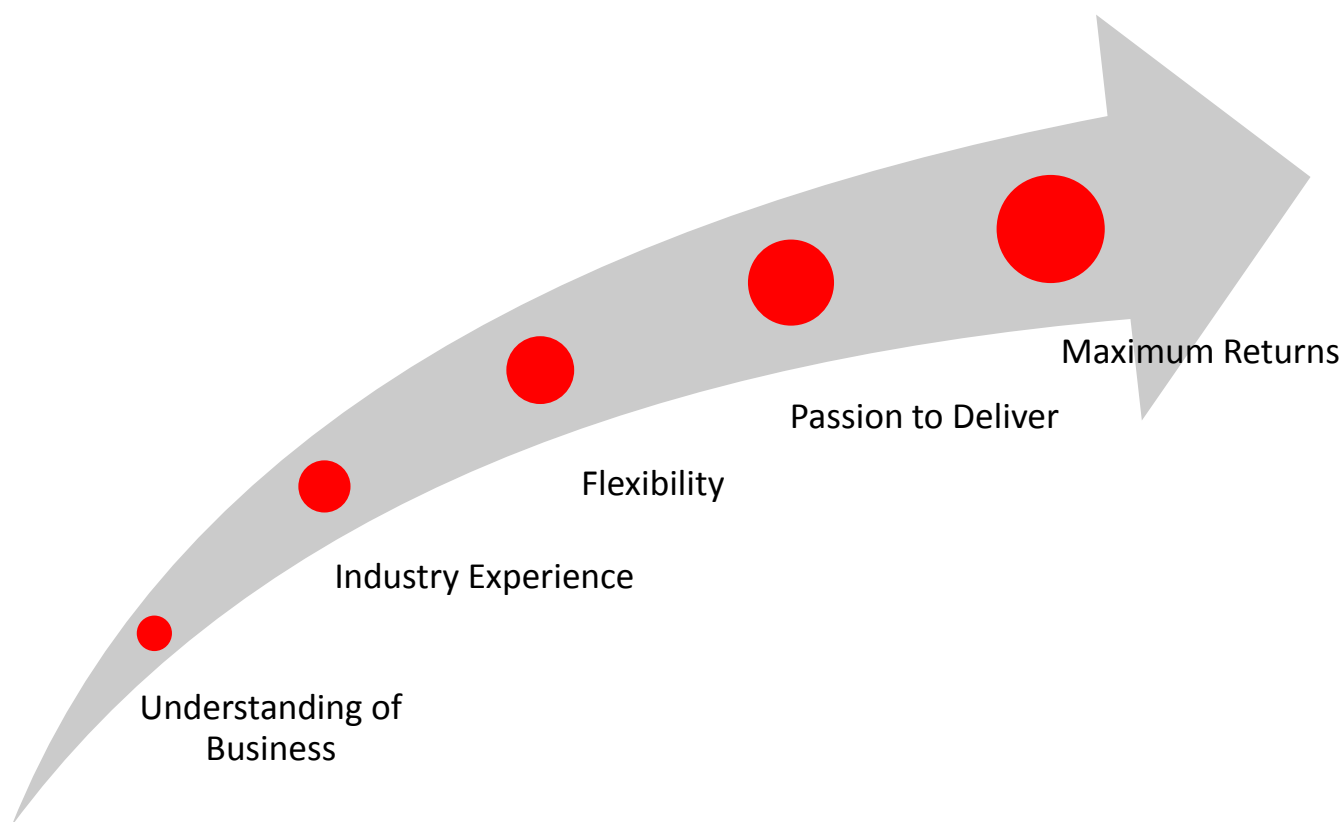 Maximum Returns
Passion to Deliver
Flexibility
Industry Experience
Understanding of
Business